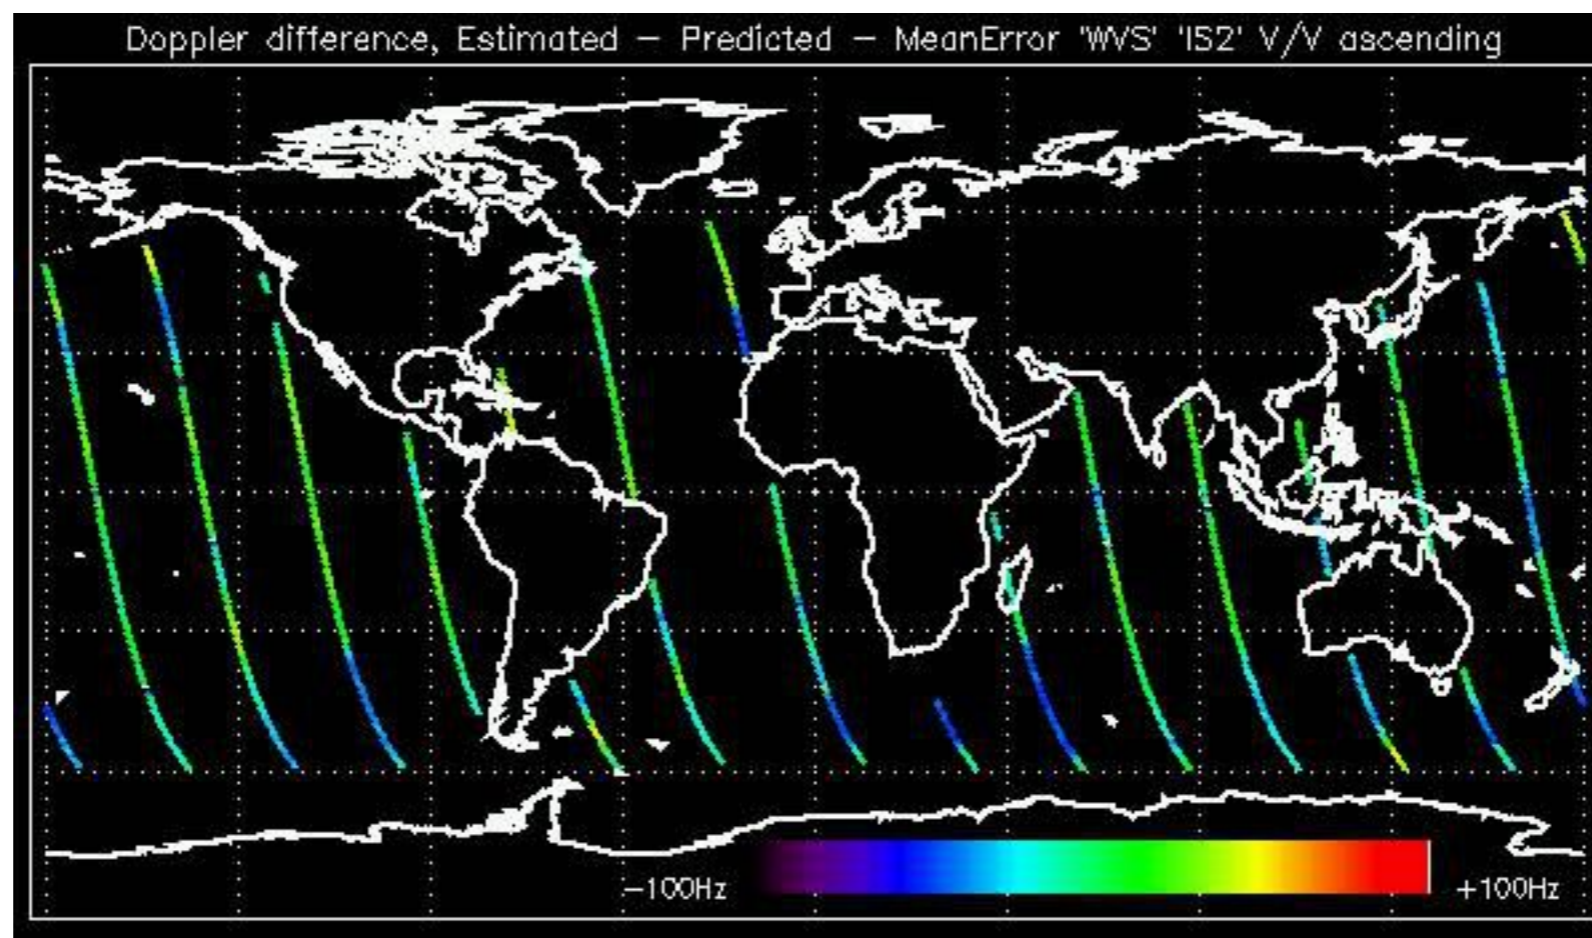 Doppler difference, Estimated – Predicted – MeanError 'WVS' 'IS2' V/V ascending
–100Hz
+100Hz